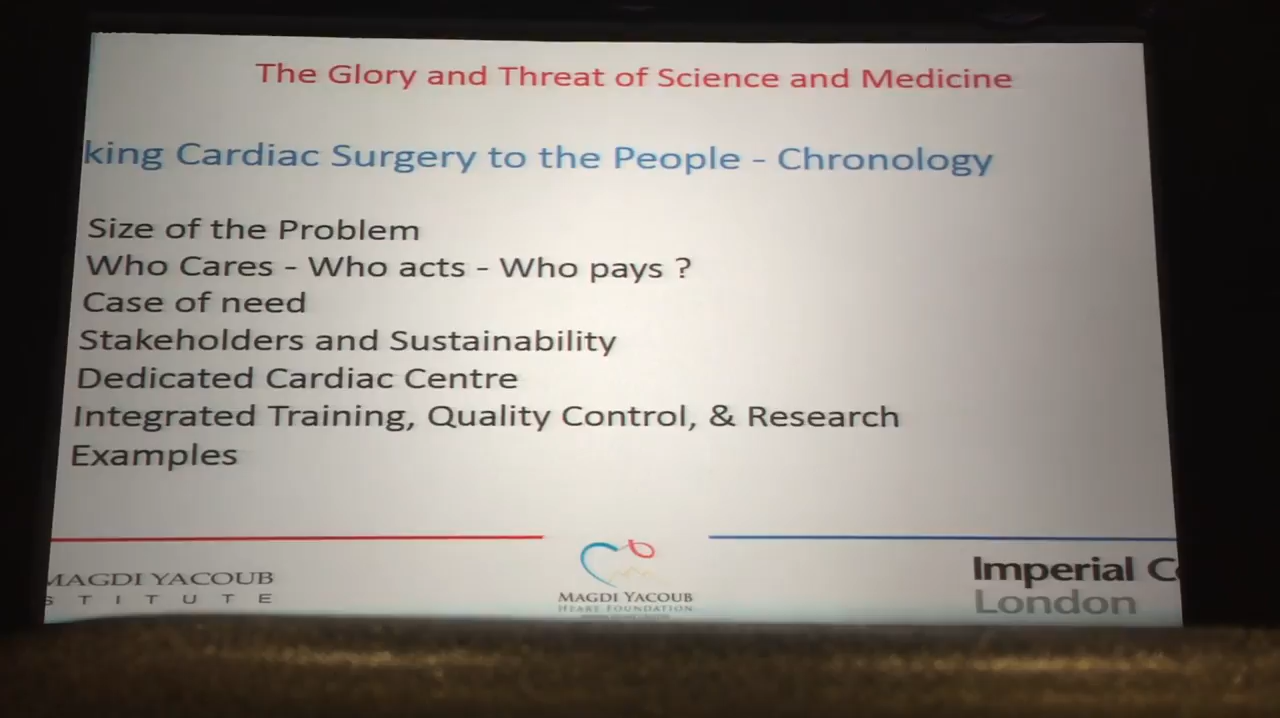 The Glory and Threat of Science and Medicine
king Cardiac Surgery to the People - Chronology
Size of the Problem
Who Cares - Who acts - Who pays ?
Case of need
Stakeholders and Sustainability
Dedicated Cardiac Centre
Integrated Training, Quality Control, & Research
Examples
MAGDI YACOUB
S T I T U T E
MAGDI YACOUB
HEART FOUNDATION
Imperial C
London